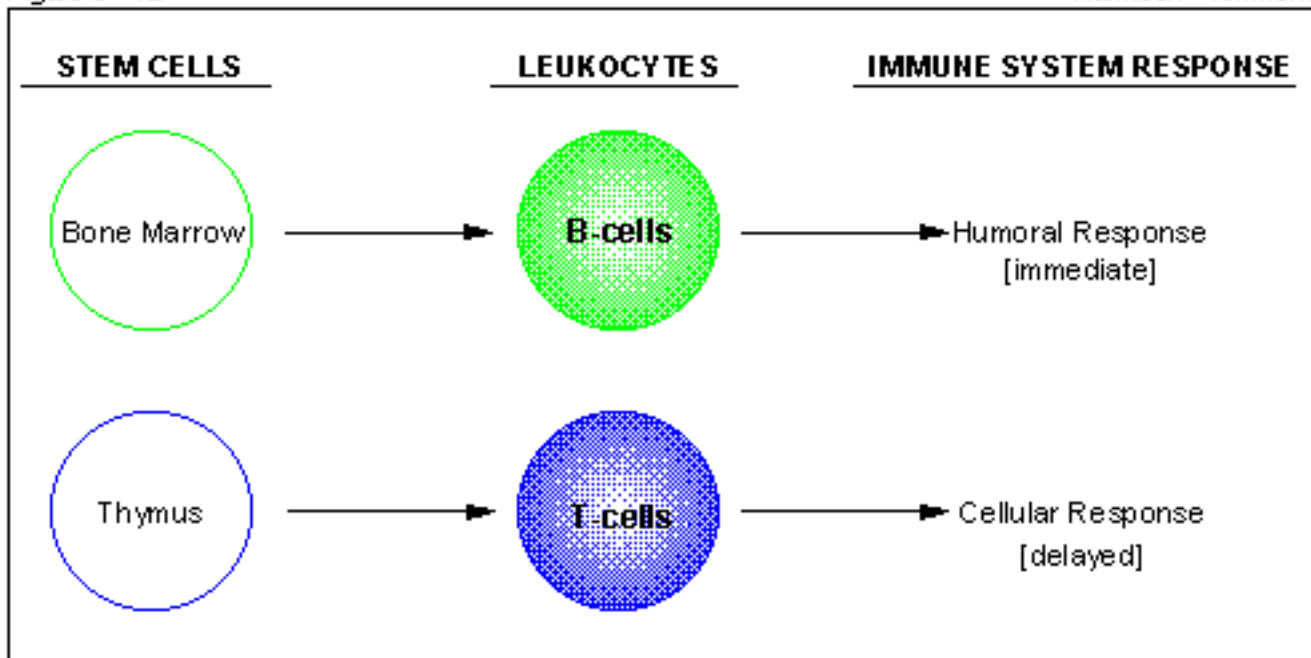 STEM CELLS LEUKOCYTES IMMUNE SYSTEM RESPONSE
Bone Marrow B-cells Humoral Response
[immediate]
Thymus T-cells Cellular Response
[delayed]